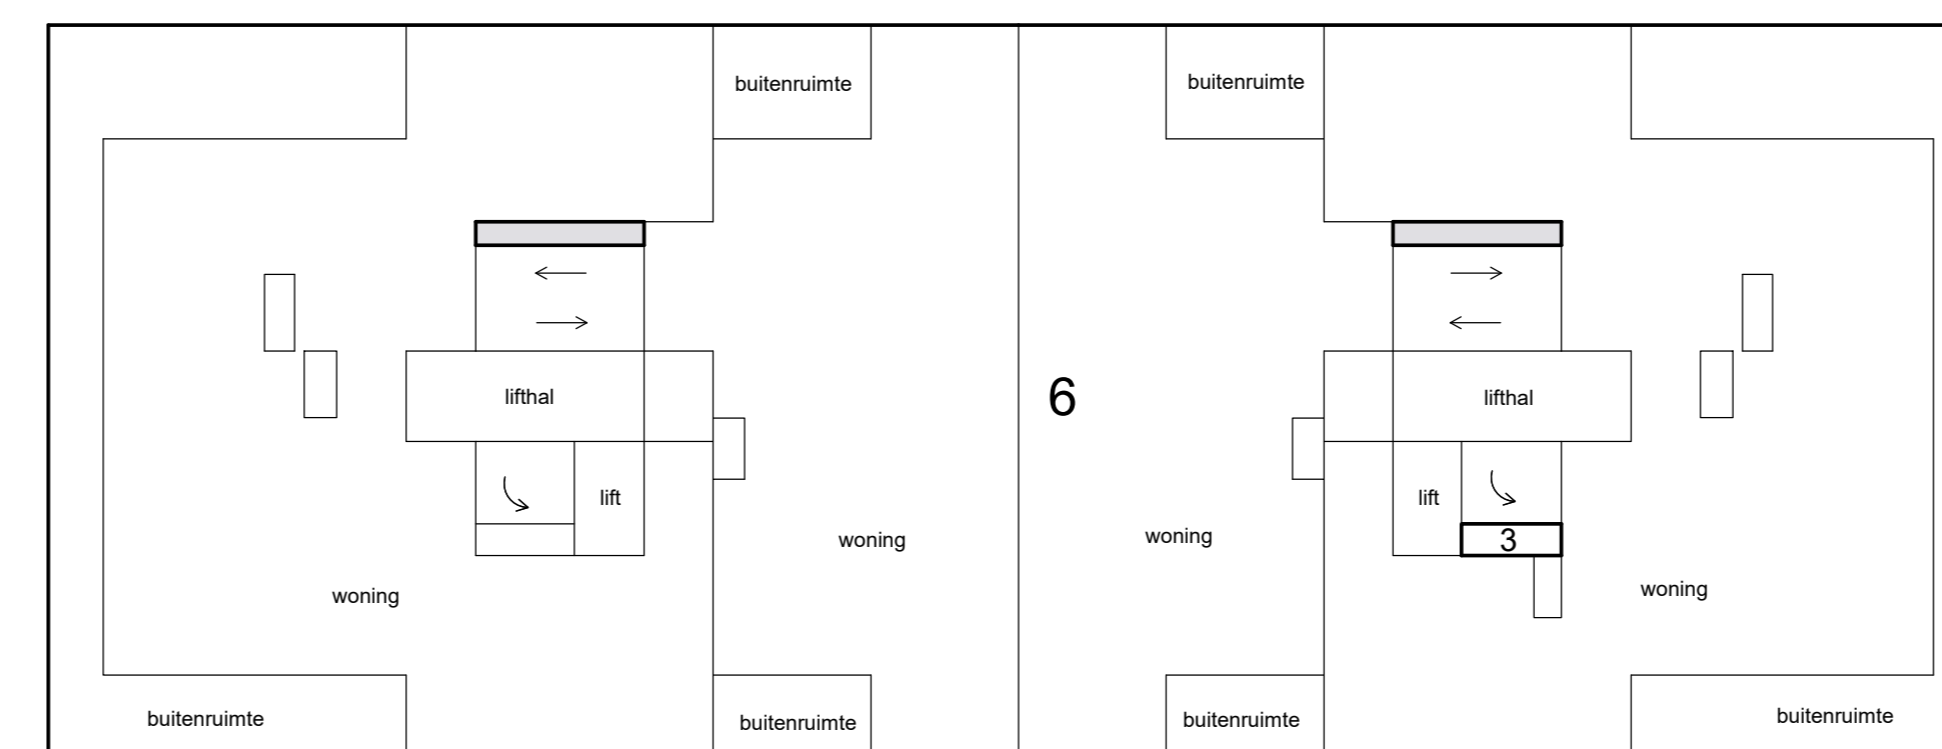 buitenruimte
buitenruimte
lifthal
6
lifthal
lift
lift
woning
woning
3
woning
woning
buitenruimte
buitenruimte
buitenruimte
buitenruimte